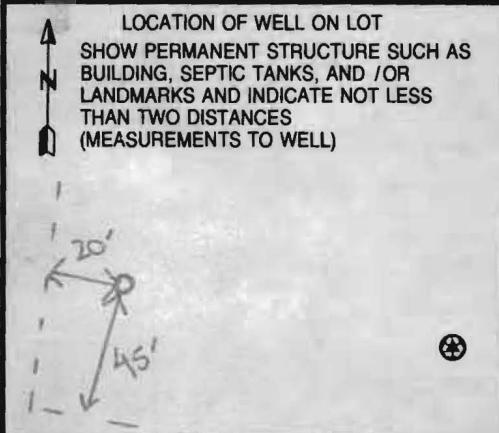 LOCATION OF WELL ON LOT
SHOW PERMANENT STRUCTURE SUCH AS
BUILDING, SEPTIC TANKS, AND /OR
LANDMARKS AND INDICATE NOT LESS
THAN TWO DISTANCES
(MEASUREMENTS TO WELL)
N
20'
45'